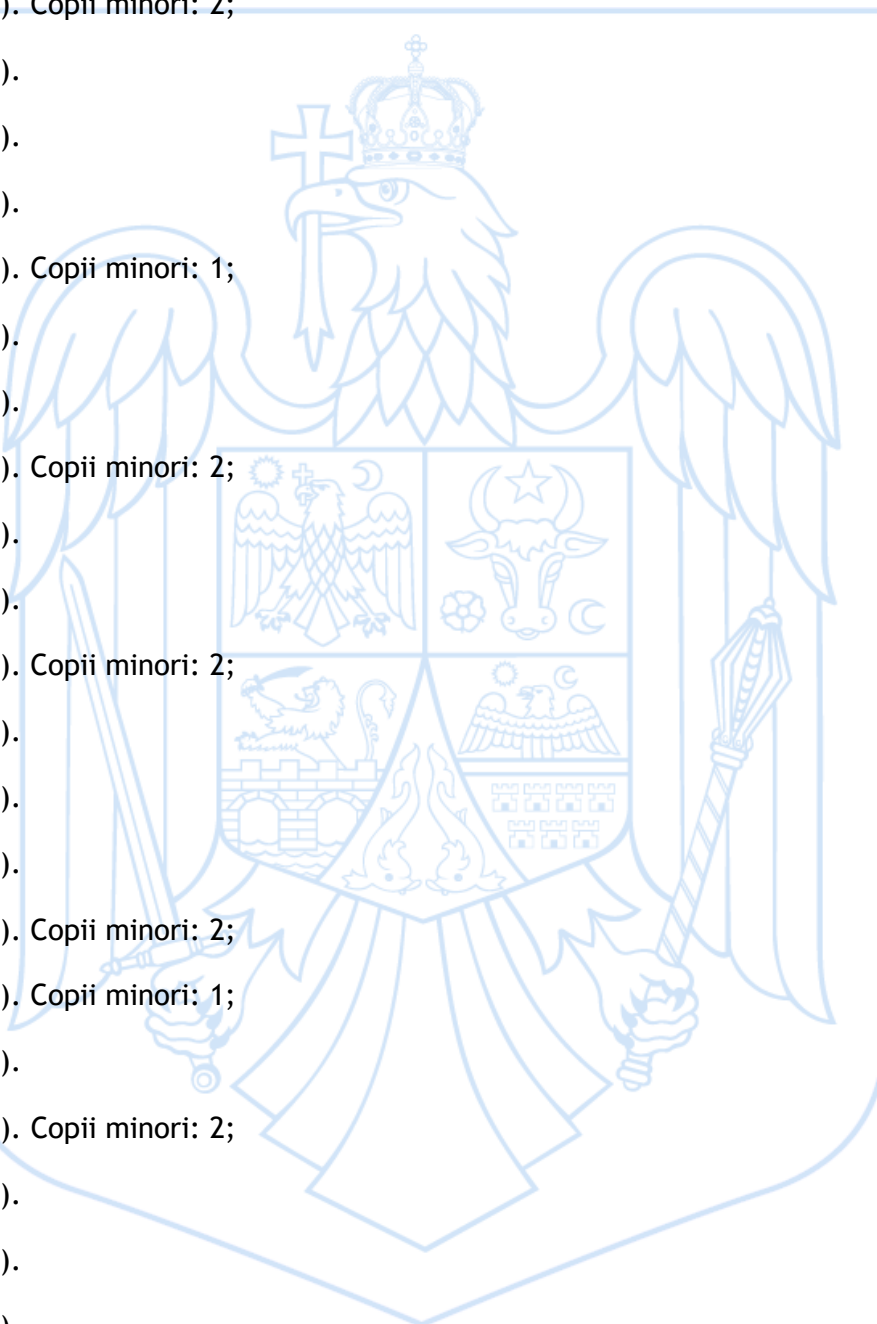 ). Copii minori: 2;
).
).
).
). Copii minori: 1;
).
).
). Copii minori: 2;
).
).
). Copii minori: 2;
).
).
).
). Copii minori: 2;
). Copii minori: 1;
).
). Copii minori: 2;
).
).
).